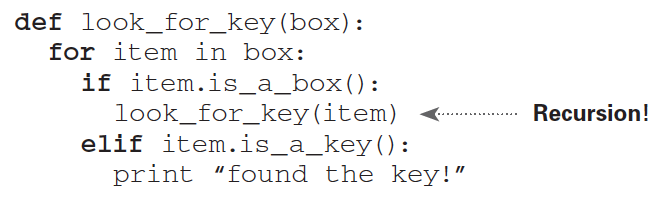 def look_for_key(box):
  for item in box:
    if item.is_a_box():
      look_for_key(item) Recursion!
    elif item.is_a_key():
      print “found the key!”